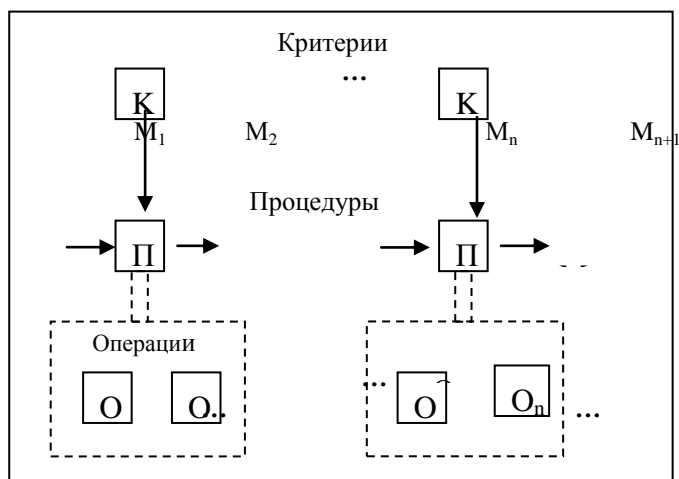 Критерии
...
К К
М₁ М₂ Мₙ Мₙ₊₁
Процедуры
П П
Операции
...
О О.. О Оₙ ...